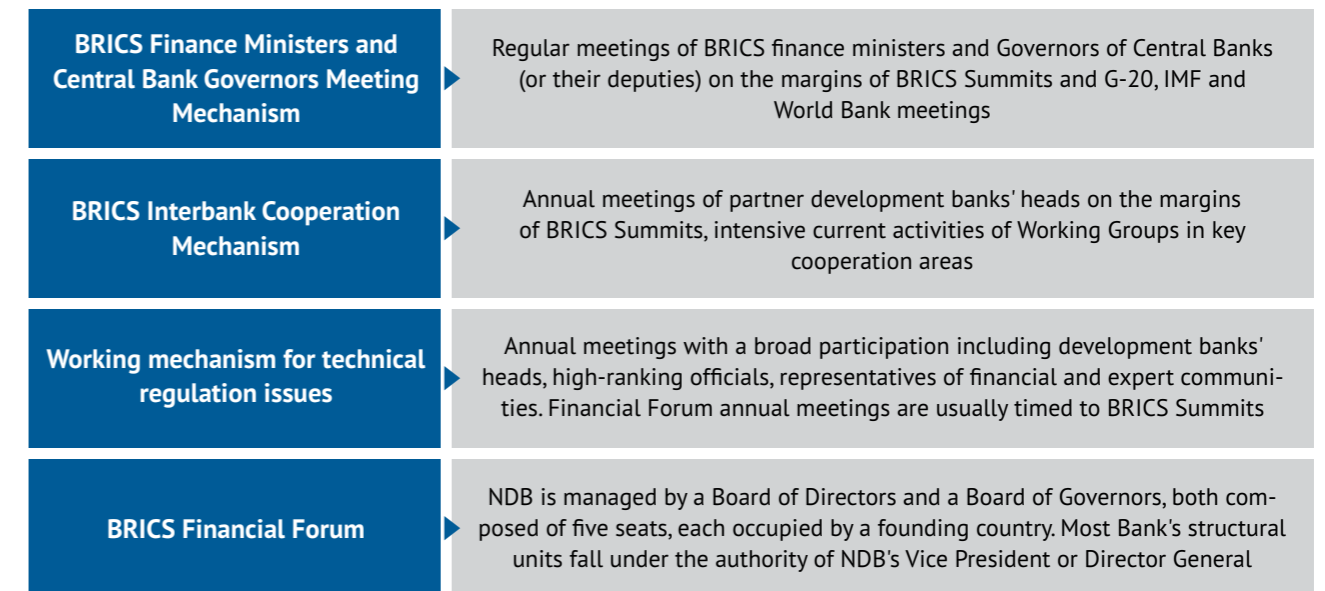 BRICS Finance Ministers and
Central Bank Governors Meeting
Mechanism
Regular meetings of BRICS finance ministers and Governors of Central Banks
(or their deputies) on the margins of BRICS Summits and G-20, IMF and
World Bank meetings
BRICS Interbank Cooperation
Mechanism
Annual meetings of partner development banks' heads on the margins
of BRICS Summits, intensive current activities of Working Groups in key
cooperation areas
Working mechanism for technical
regulation issues
Annual meetings with a broad participation including development banks'
heads, high-ranking officials, representatives of financial and expert communi-
ties. Financial Forum annual meetings are usually timed to BRICS Summits
BRICS Financial Forum
NDB is managed by a Board of Directors and a Board of Governors, both com-
posed of five seats, each occupied by a founding country. Most Bank's structural
units fall under the authority of NDB's Vice President or Director General